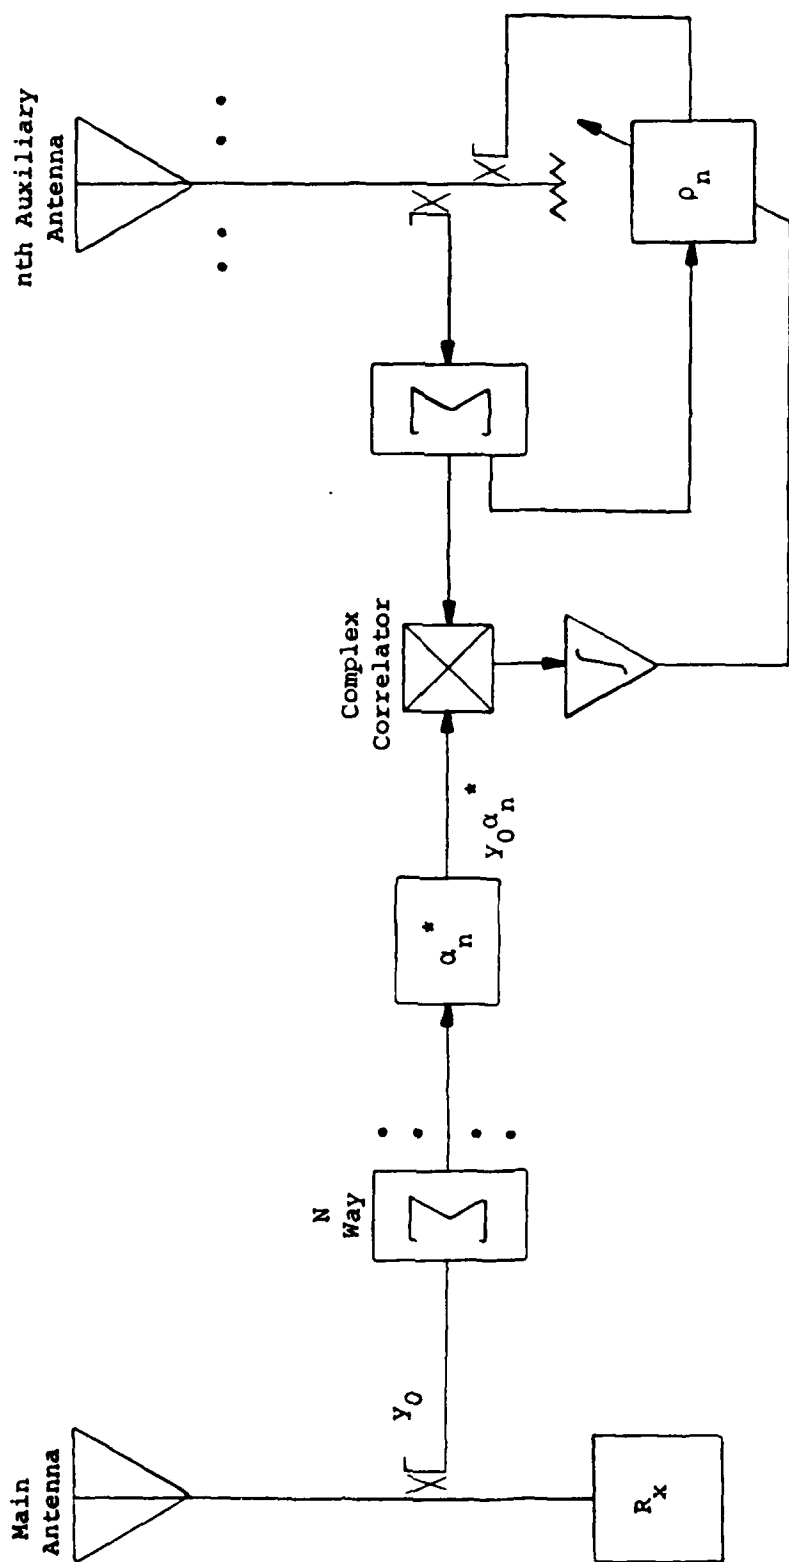 Main
Antenna
nth Auxiliary
Antenna
y₀
N
Way
Σ
αₙ*
y₀αₙ*
Complex
Correlator
Σ
∫
ρₙ
Rₓ